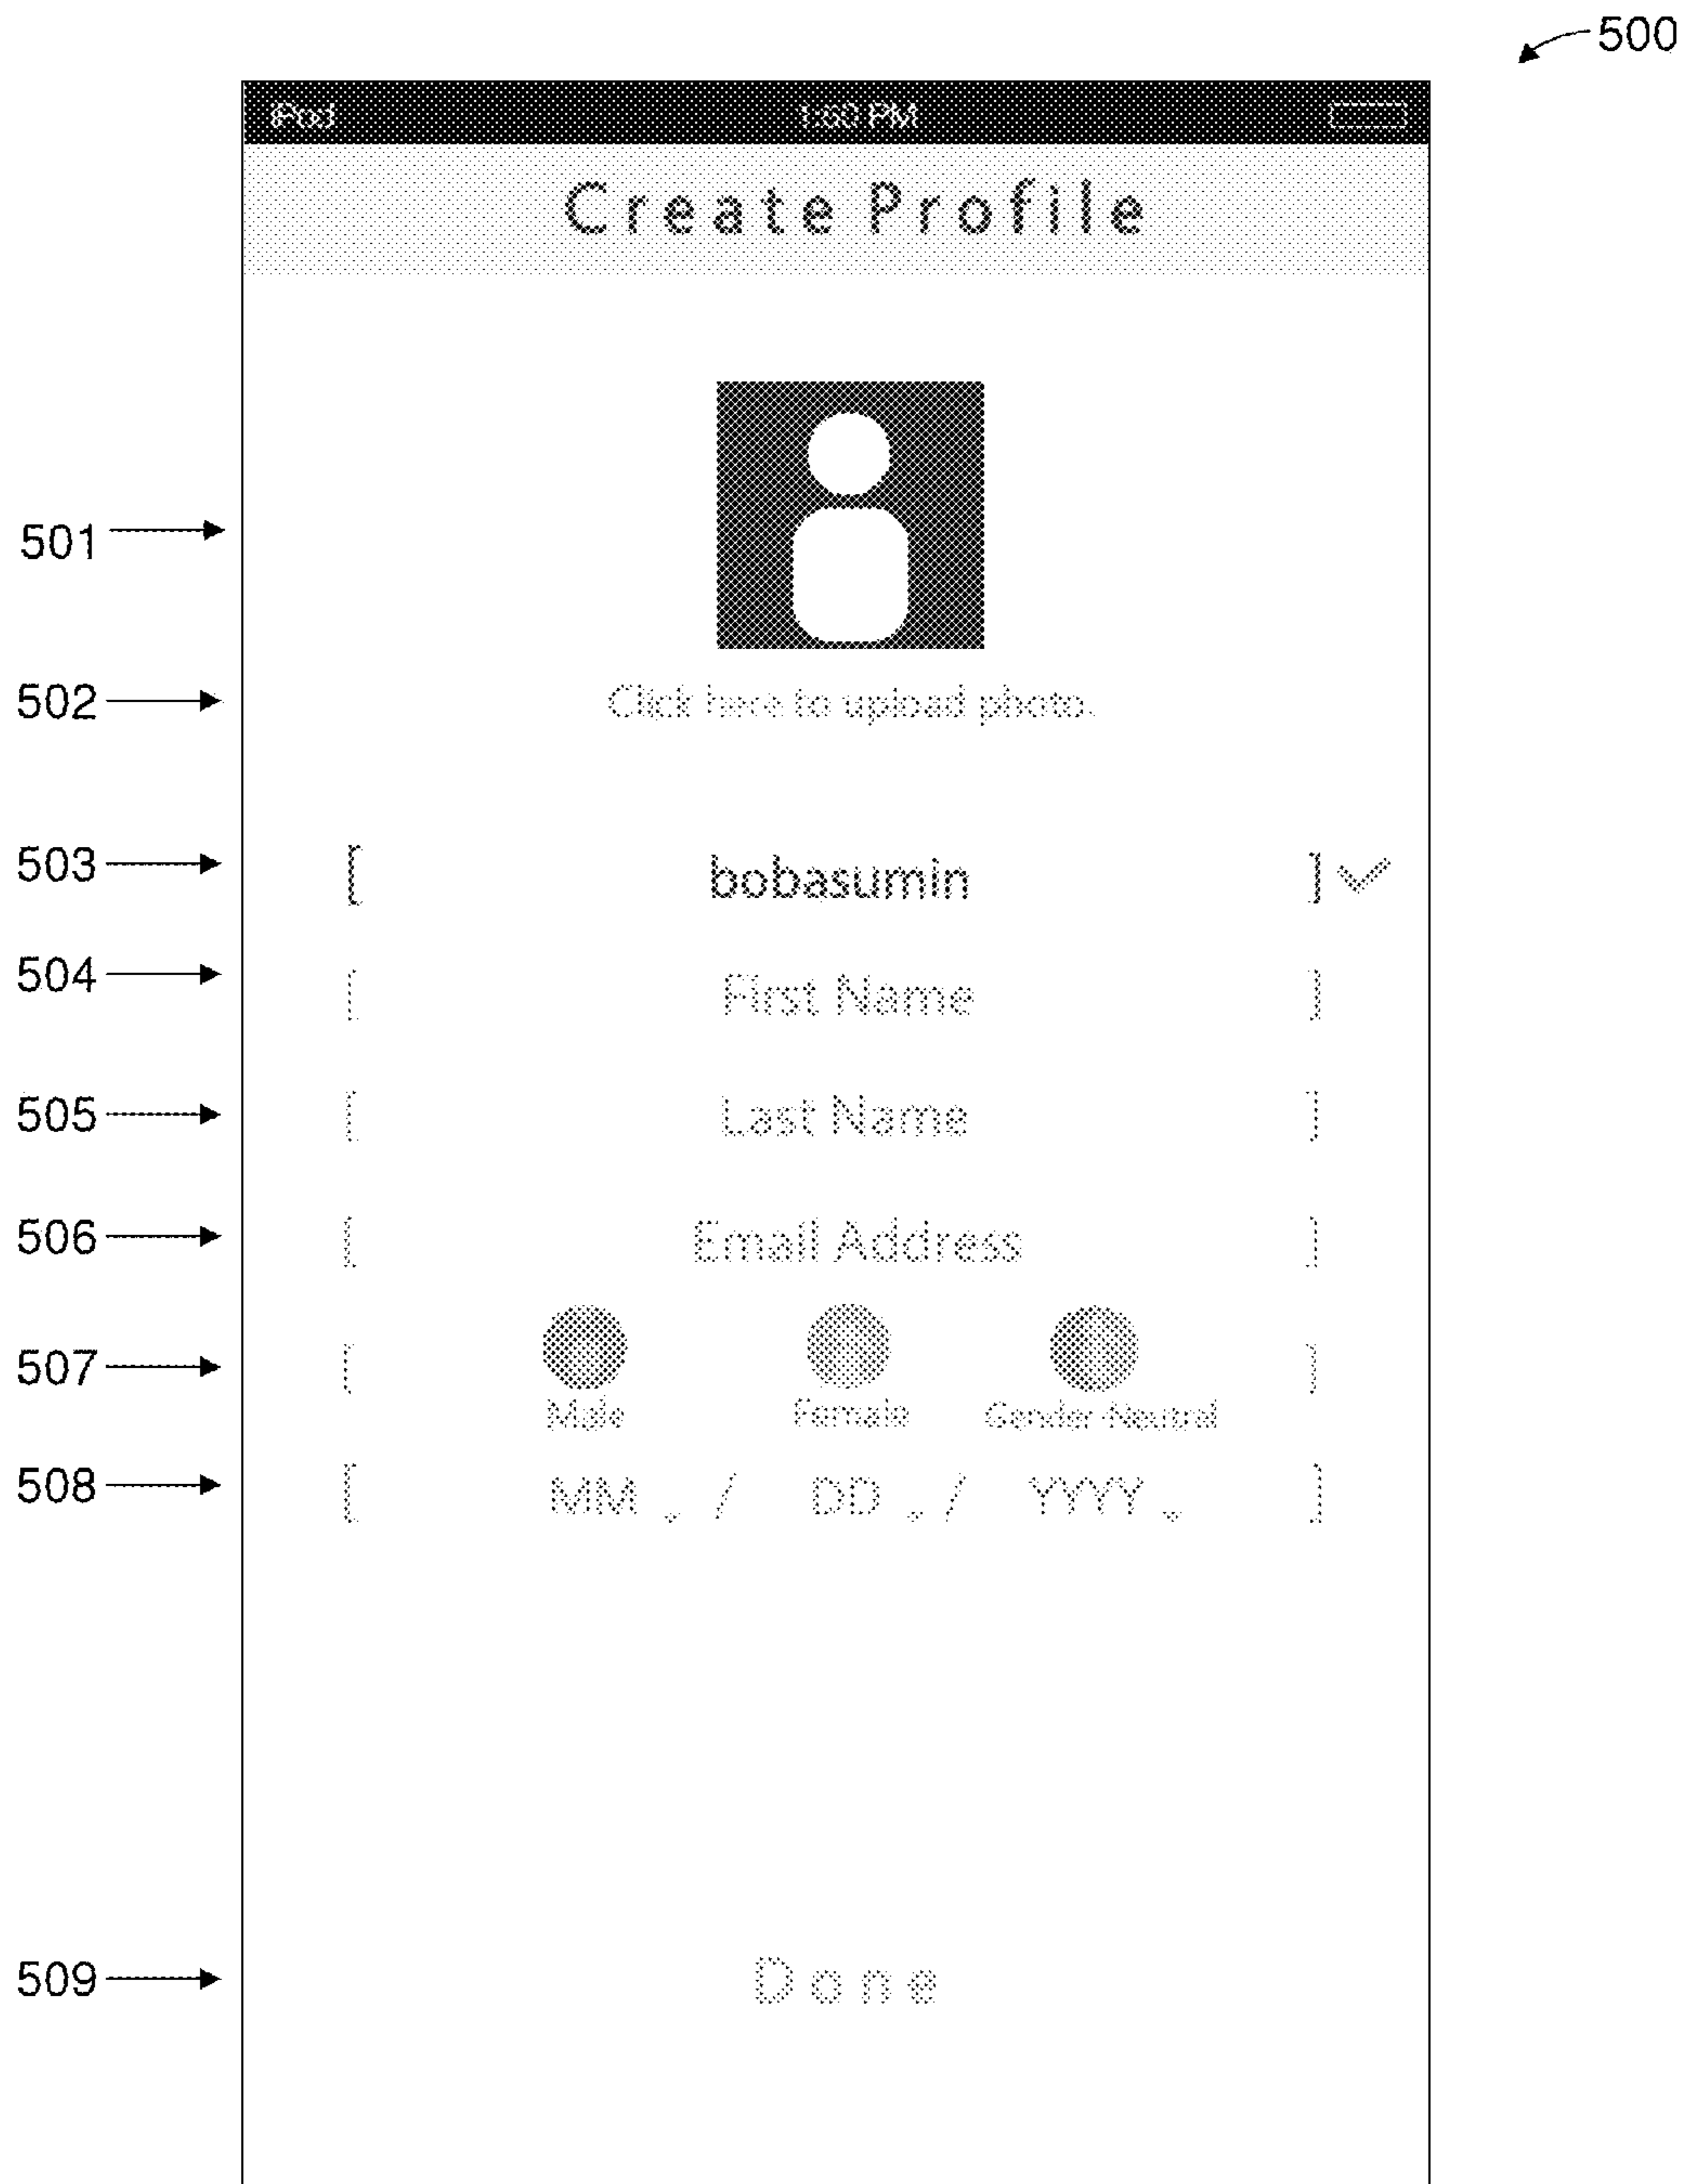 500
iPod 1:60 PM
Create Profile
501
502 Click here to upload photo.
503 [ bobasumin ] ✓
504 [ First Name ]
505 [ Last Name ]
506 [ Email Address ]
507 [ Male Female Gender-Neutral ]
508 [ MM / DD / YYYY ]
509 Done